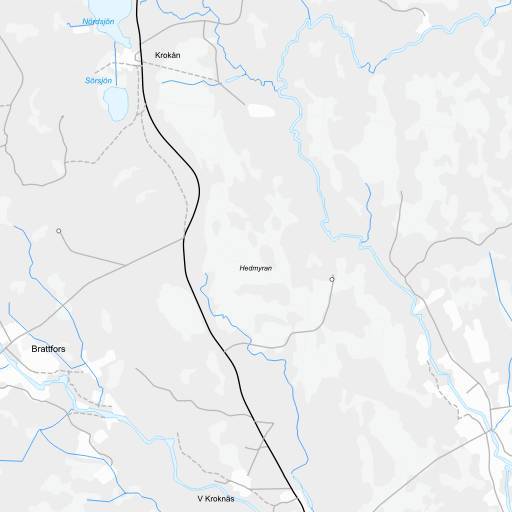 Nordsjön
Krokån
Sörsjön
Hedmyran
Brattfors
V Kroknäs